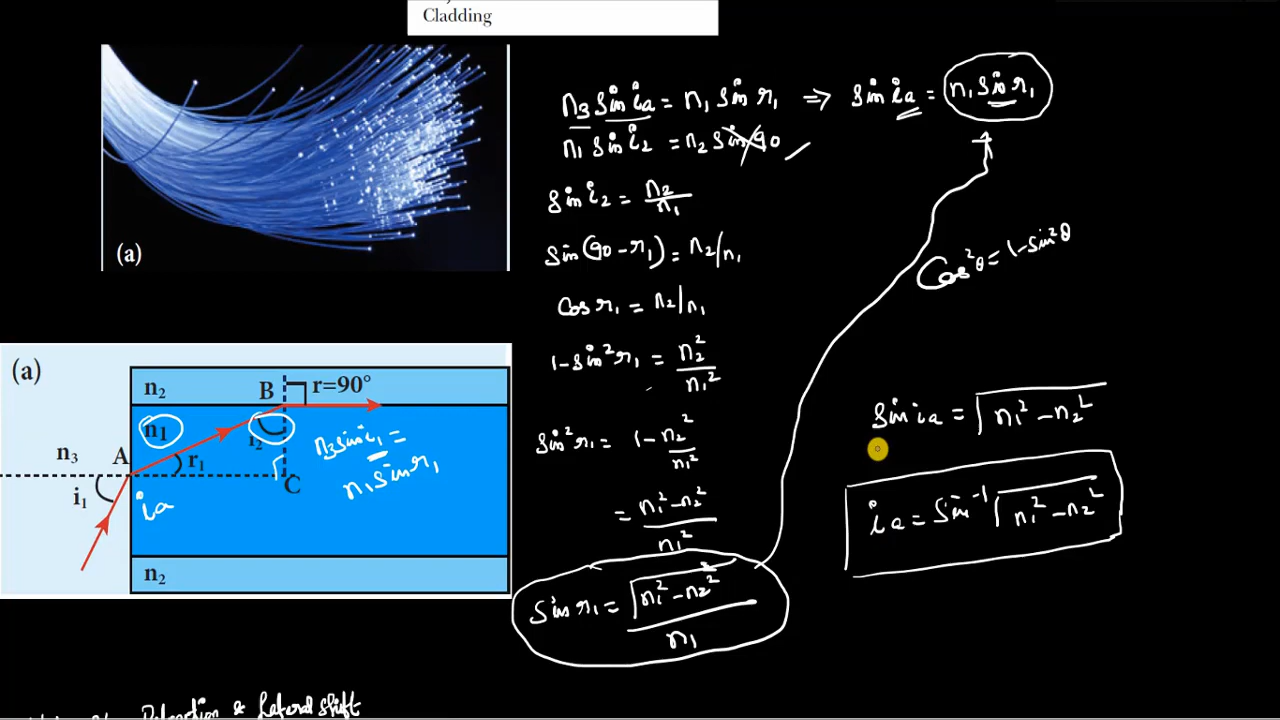 Cladding
(a)
n₃ sin iₐ = n₁ sin r₁ ⇒ sin iₐ = n₁ sin r₁
n₁ sin i₂ = n₂ sin 90
sin i₂ = n₂/n₁
sin(90 - r₁) = n₂/n₁
Cos²θ = 1 - sin²θ
Cos r₁ = n₂/n₁
1 - sin²r₁ = n₂²/n₁²
sin²r₁ = 1 - n₂²/n₁²
= n₁² - n₂²/n₁²
sin r₁ = √n₁² - n₂²/n₁
sin iₐ = √n₁² - n₂²
iₐ = sin⁻¹ √n₁² - n₂²
(a)
n₂
B
r=90°
n₁
i₂
n₃ sin i₁ =
n₁ sin r₁
n₃
A
r₁
C
i₁
iₐ
n₂
Refraction & Lateral shift